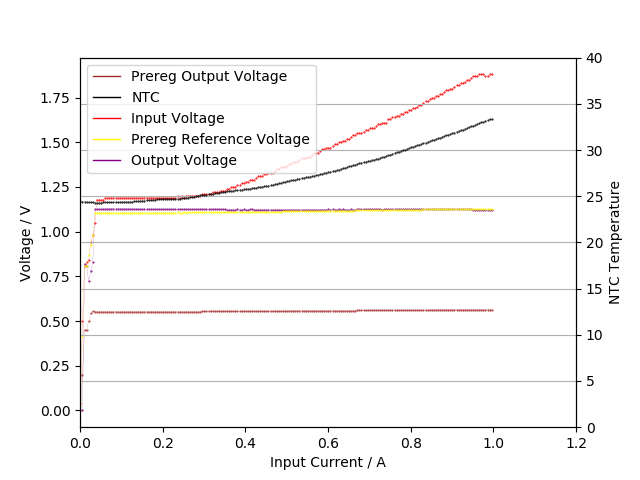 Prereg Output Voltage
NTC
Input Voltage
Prereg Reference Voltage
Output Voltage
1.75
1.50
1.25
1.00
0.75
0.50
0.25
0.00
Voltage / V
40
35
30
25
20
15
10
5
0
NTC Temperature
0.0 0.2 0.4 0.6 0.8 1.0 1.2
Input Current / A